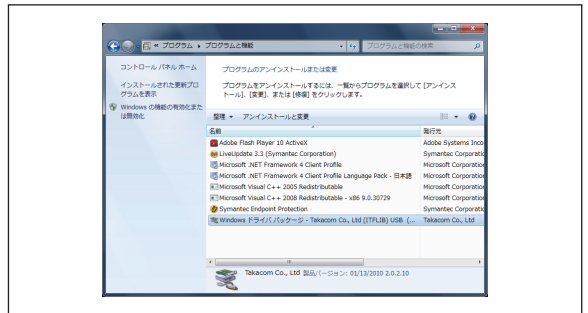 « プログラム ▸ プログラムと機能
プログラムと機能の検索
コントロール パネル ホーム
インストールされた更新プログラムを表示
Windows の機能の有効化または無効化
プログラムのアンインストールまたは変更
プログラムをアンインストールするには、一覧からプログラムを選択して [アンインス
トール]、[変更]、または [修復] をクリックします。
整理 ▾ アンインストールと変更
名前 発行元
Adobe Flash Player 10 ActiveX Adobe Systems Inco
LiveUpdate 3.3 (Symantec Corporation) Symantec Corporatio
Microsoft .NET Framework 4 Client Profile Microsoft Corporation
Microsoft .NET Framework 4 Client Profile Language Pack - 日本語 Microsoft Corporation
Microsoft Visual C++ 2005 Redistributable Microsoft Corporation
Microsoft Visual C++ 2008 Redistributable - x86 9.0.30729 Microsoft Corporation
Symantec Endpoint Protection Symantec Corporatio
Windows ドライバ パッケージ - Takacom Co., Ltd (ITFLIB) USB (... Takacom Co., Ltd
Takacom Co., Ltd 製品バージョン: 01/13/2010 2.0.2.10